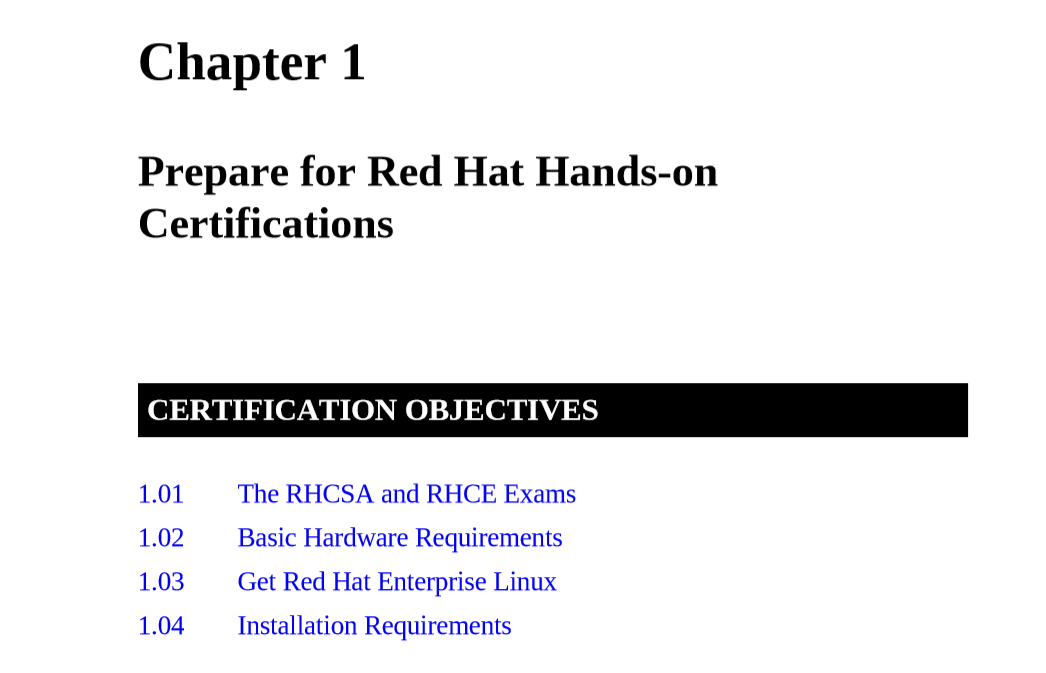 Chapter 1
Prepare for Red Hat Hands-on
Certifications
CERTIFICATION OBJECTIVES
1.01 The RHCSA and RHCE Exams
1.02 Basic Hardware Requirements
1.03 Get Red Hat Enterprise Linux
1.04 Installation Requirements